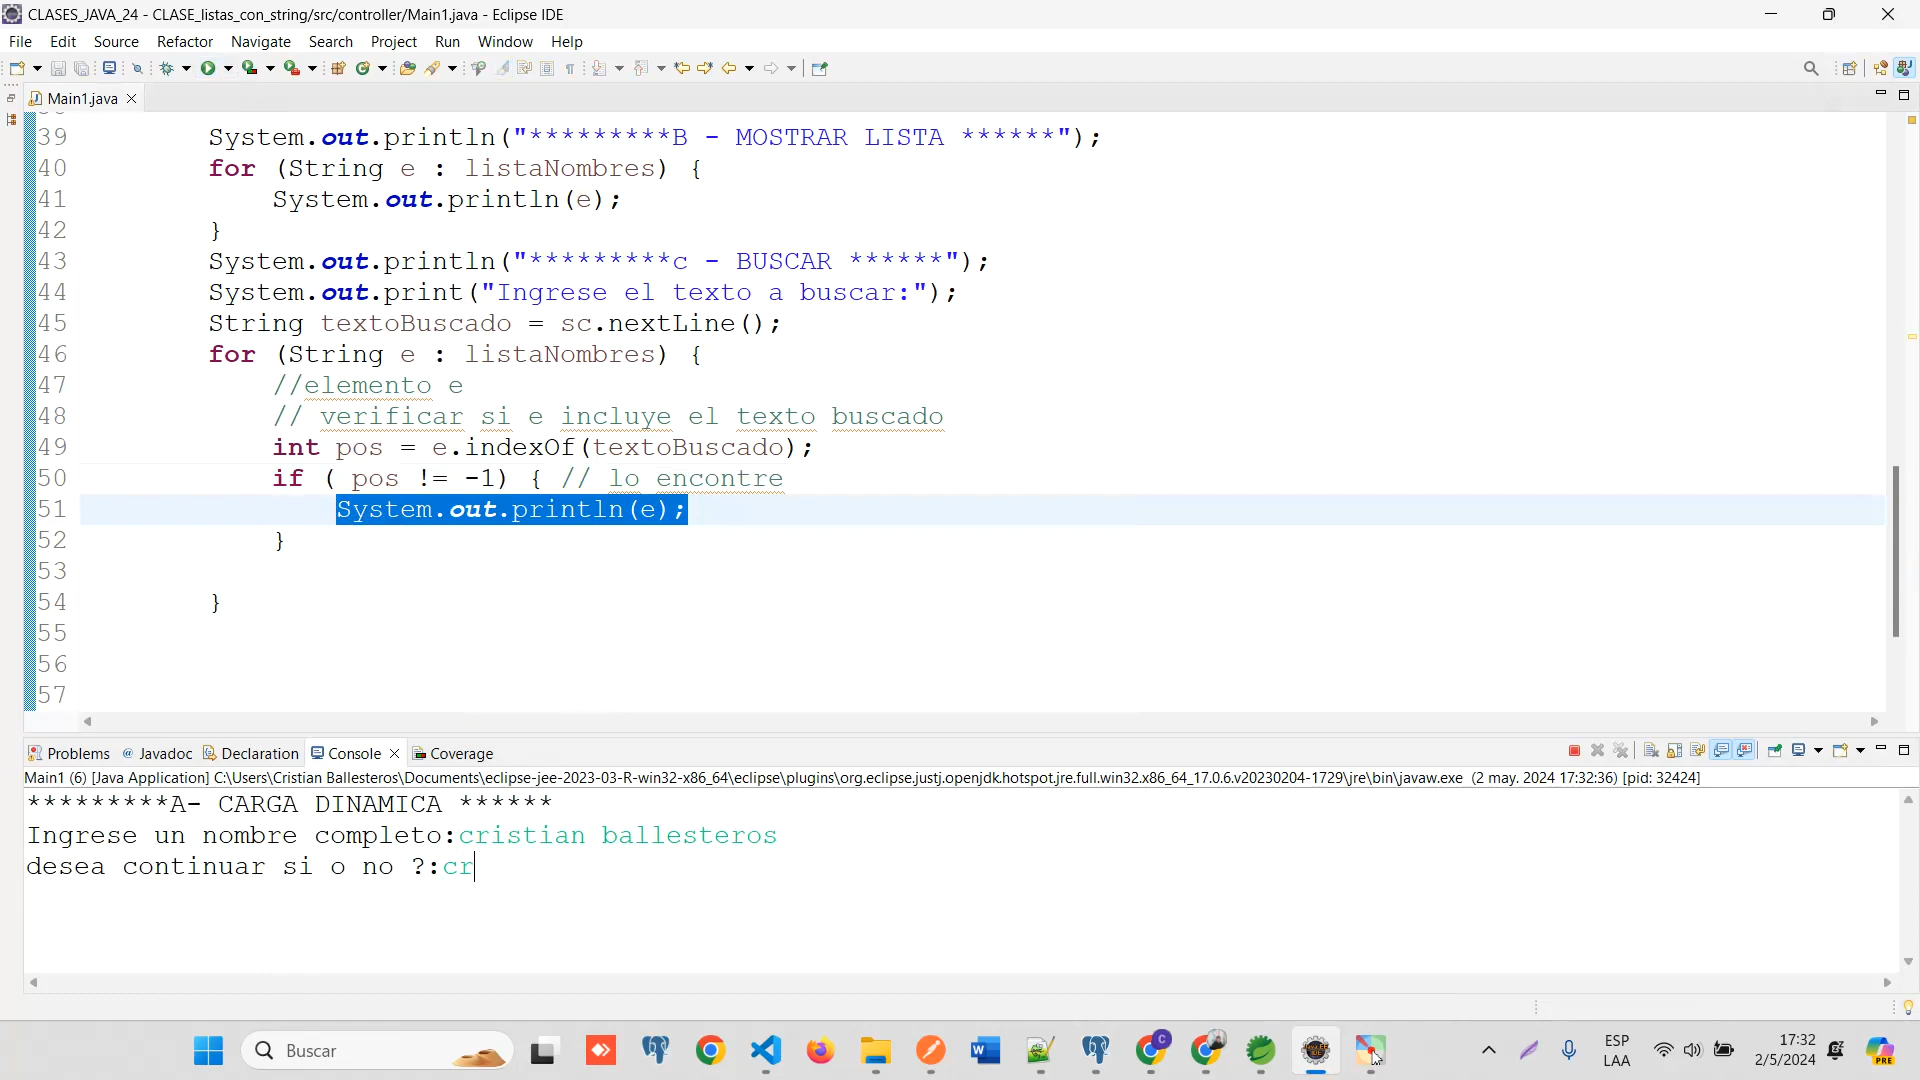 CLASES_JAVA_24 - CLASE_listas_con_string/src/controller/Main1.java - Eclipse IDE
File Edit Source Refactor Navigate Search Project Run Window Help
Main1.java
39 System.out.println("*********B - MOSTRAR LISTA ******");
40 for (String e : listaNombres) {
41 System.out.println(e);
42 }
43 System.out.println("*********c - BUSCAR ******");
44 System.out.print("Ingrese el texto a buscar:");
45 String textoBuscado = sc.nextLine();
46 for (String e : listaNombres) {
47 //elemento e
48 // verificar si e incluye el texto buscado
49 int pos = e.indexOf(textoBuscado);
50 if ( pos != -1) { // lo encontre
51 System.out.println(e);
52 }
53
54 }
55
56
57
Problems Javadoc Declaration Console Coverage
Main1 (6) [Java Application] C:\Users\Cristian Ballesteros\Documents\eclipse-jee-2023-03-R-win32-x86_64\eclipse\plugins\org.eclipse.justj.openjdk.hotspot.jre.full.win32.x86_64_17.0.6.v20230204-1729\jre\bin\javaw.exe (2 may. 2024 17:32:36) [pid: 32424]
*********A- CARGA DINAMICA ******
Ingrese un nombre completo:cristian ballesteros
desea continuar si o no ?:cr
Buscar
ESP
LAA
17:32
2/5/2024
PRE